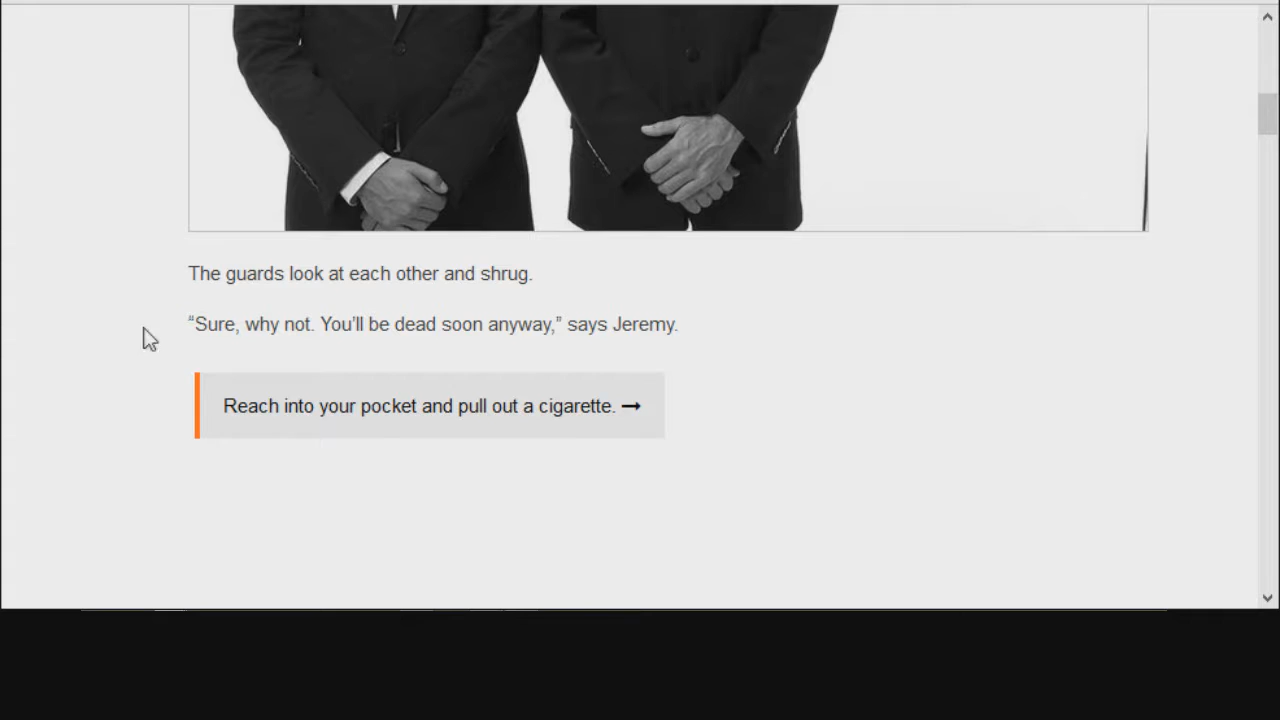 The guards look at each other and shrug.
“Sure, why not. You’ll be dead soon anyway,” says Jeremy.
Reach into your pocket and pull out a cigarette. →